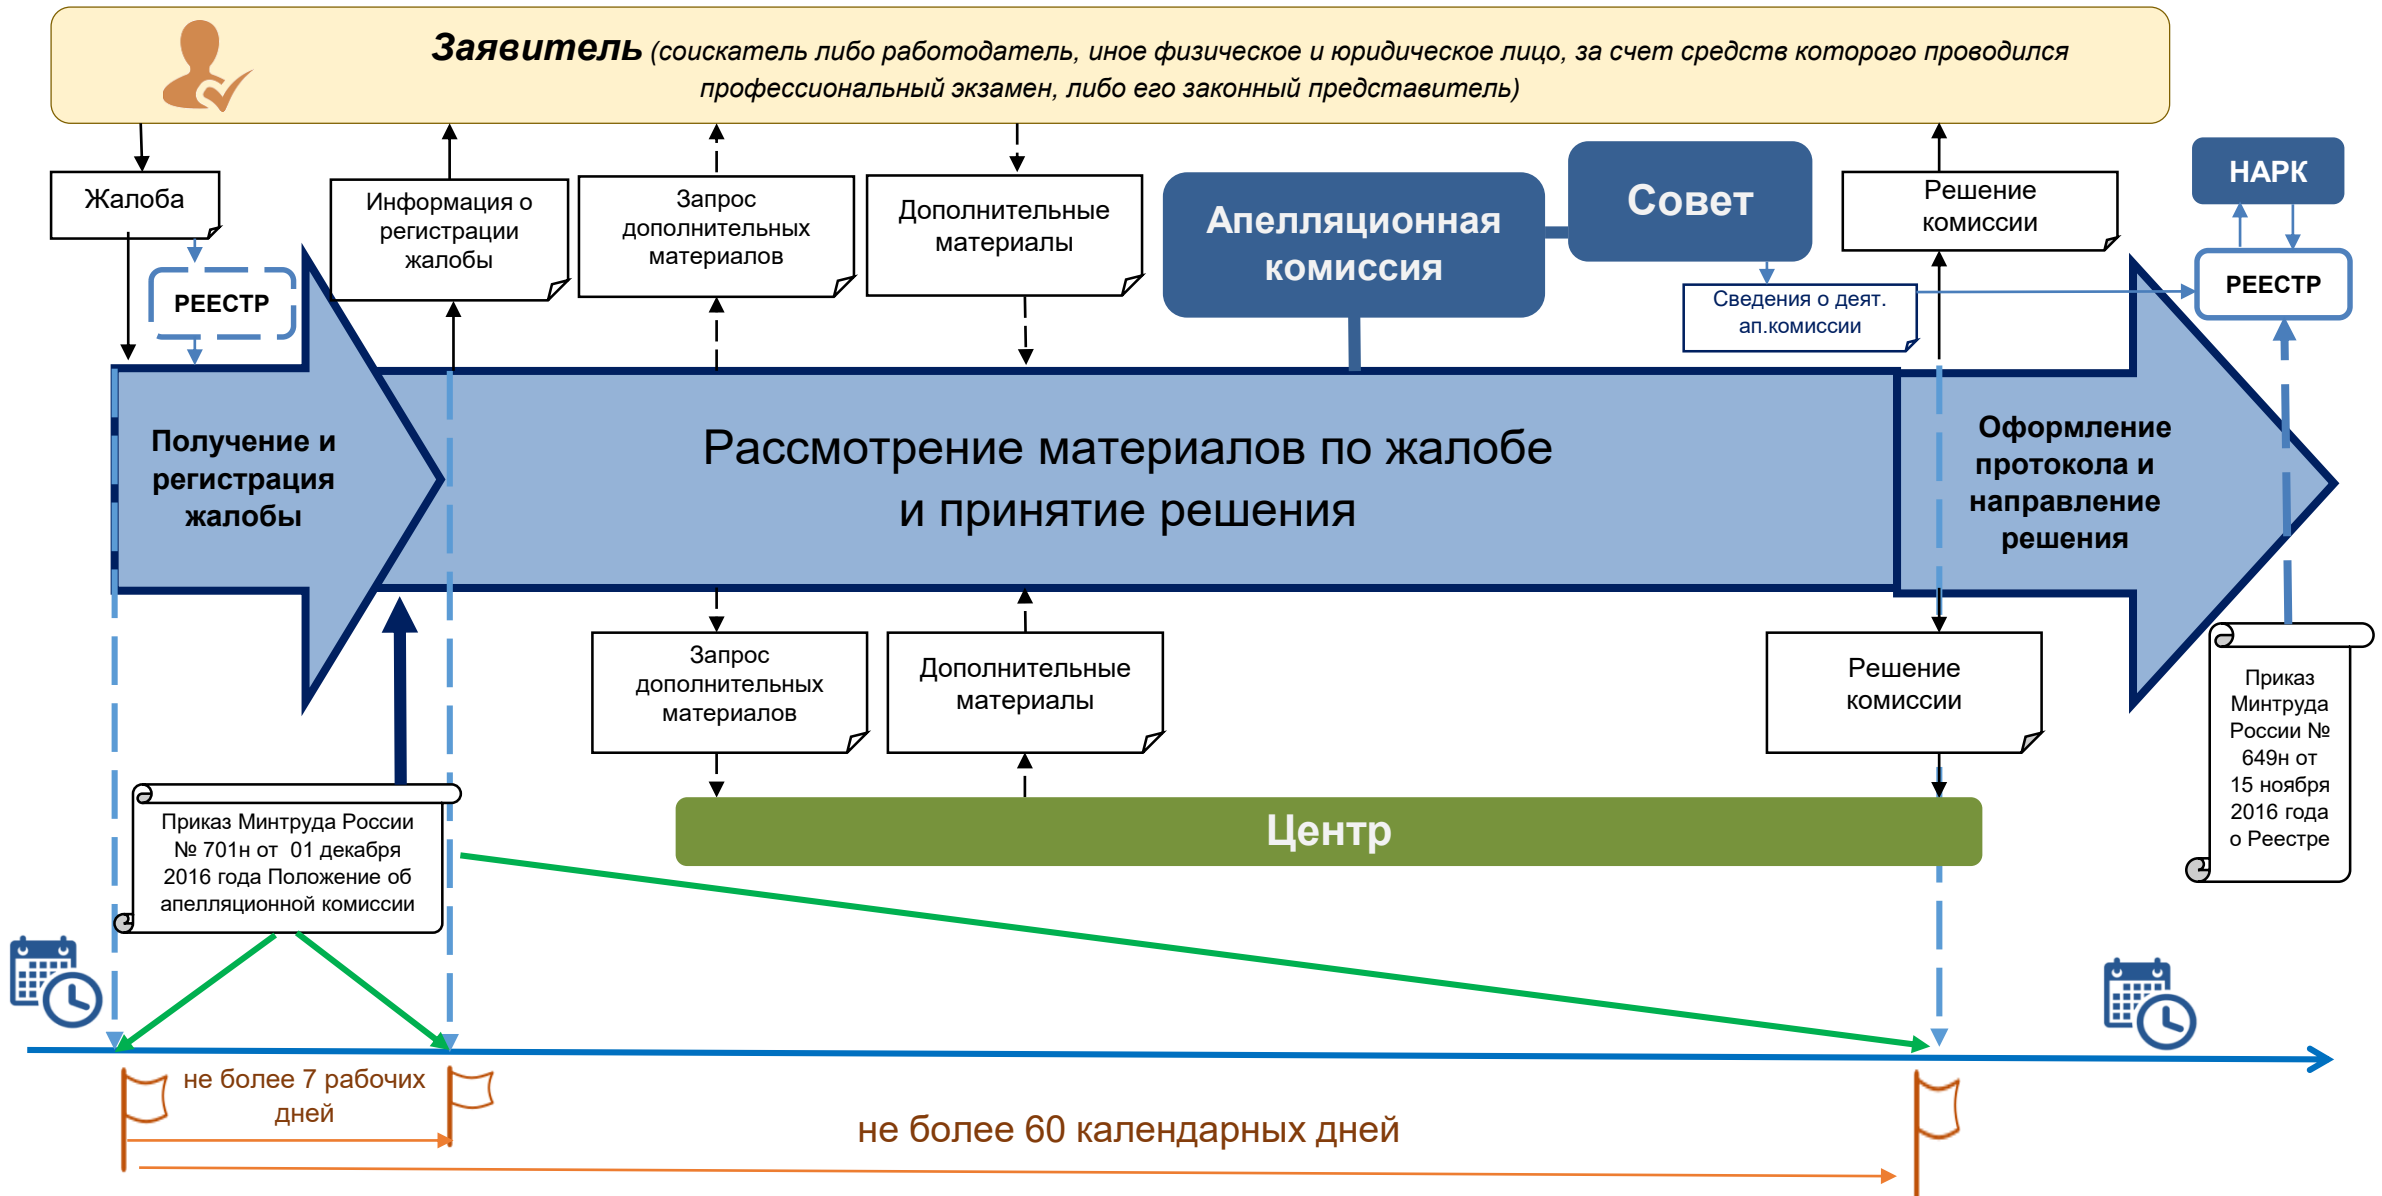 Заявитель (соискатель либо работодатель, иное физическое и юридическое лицо, за счет средств которого проводился
профессиональный экзамен, либо его законный представитель)
Жалоба
РЕЕСТР
Информация о
регистрации
жалобы
Запрос
дополнительных
материалов
Дополнительные
материалы
Апелляционная
комиссия
Совет
Сведения о деят.
ап.комиссии
Решение
комиссии
НАРК
РЕЕСТР
Получение и
регистрация
жалобы
Рассмотрение материалов по жалобе
и принятие решения
Оформление
протокола и
направление
решения
Запрос
дополнительных
материалов
Дополнительные
материалы
Решение
комиссии
Приказ
Минтруда
России №
649н от
15 ноября
2016 года
о Реестре
Приказ Минтруда России
№ 701н от 01 декабря
2016 года Положение об
апелляционной комиссии
Центр
не более 7 рабочих
дней
не более 60 календарных дней